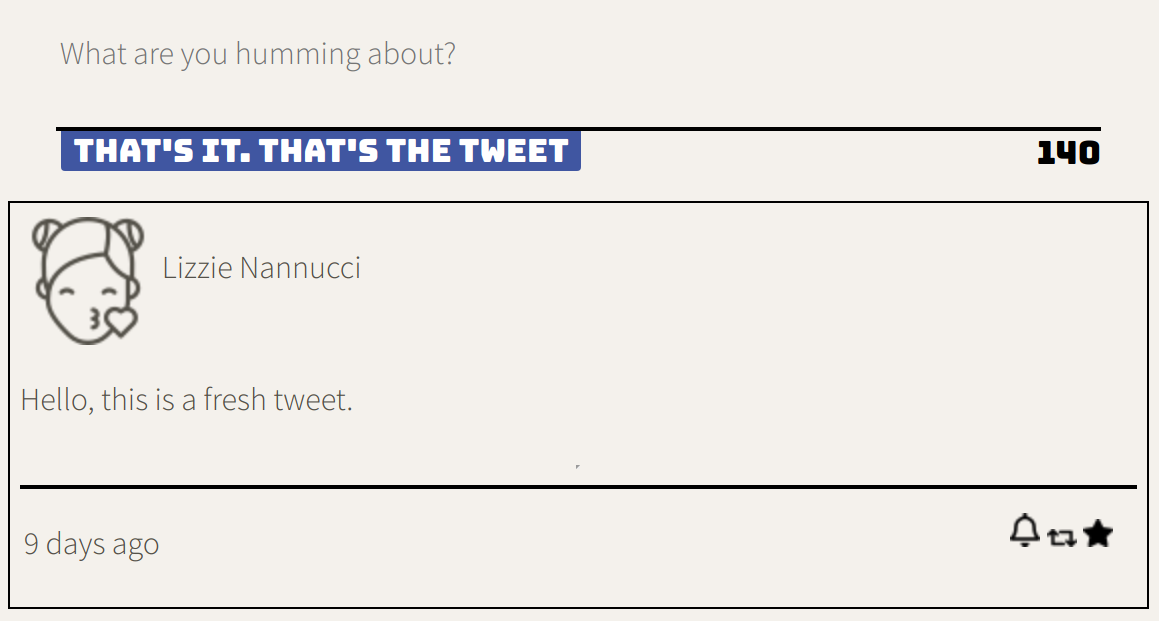 What are you humming about?
THAT'S IT. THAT'S THE TWEET
140
Lizzie Nannucci
Hello, this is a fresh tweet.
9 days ago